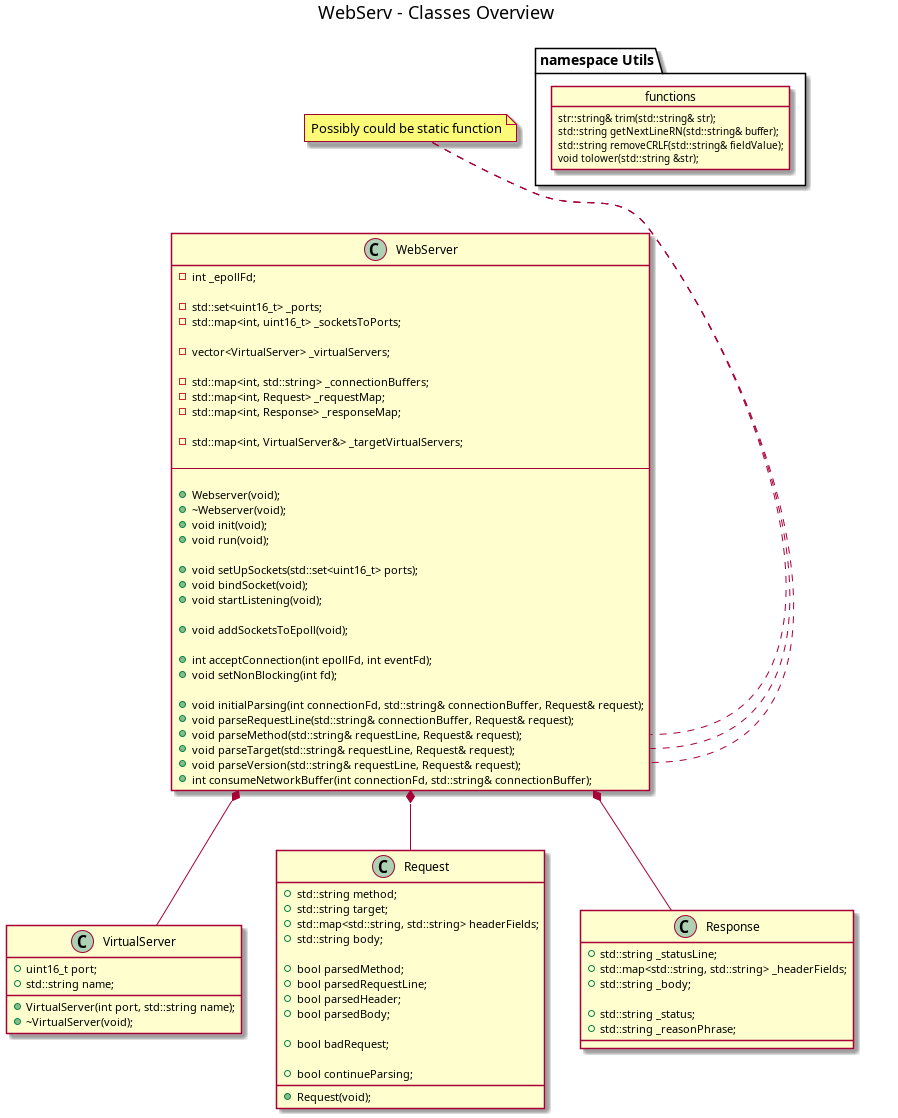 WebServ - Classes Overview
namespace Utils
functions
str::string& trim(std::string& str);
std::string getNextLineRN(std::string& buffer);
std::string removeCRLF(std::string& fieldValue);
void tolower(std::string &str);
Possibly could be static function
C WebServer
int _epollFd;
std::set<uint16_t> _ports;
std::map<int, uint16_t> _socketsToPorts;
vector<VirtualServer> _virtualServers;
std::map<int, std::string> _connectionBuffers;
std::map<int, Request> _requestMap;
std::map<int, Response> _responseMap;
std::map<int, VirtualServer&> _targetVirtualServers;
Webserver(void);
~Webserver(void);
void init(void);
void run(void);
void setUpSockets(std::set<uint16_t> ports);
void bindSocket(void);
void startListening(void);
void addSocketsToEpoll(void);
int acceptConnection(int epollFd, int eventFd);
void setNonBlocking(int fd);
void initialParsing(int connectionFd, std::string& connectionBuffer, Request& request);
void parseRequestLine(std::string& connectionBuffer, Request& request);
void parseMethod(std::string& requestLine, Request& request);
void parseTarget(std::string& requestLine, Request& request);
void parseVersion(std::string& requestLine, Request& request);
int consumeNetworkBuffer(int connectionFd, std::string& connectionBuffer);
C VirtualServer
uint16_t port;
std::string name;
VirtualServer(int port, std::string name);
~VirtualServer(void);
C Request
std::string method;
std::string target;
std::map<std::string, std::string> headerFields;
std::string body;
bool parsedMethod;
bool parsedRequestLine;
bool parsedHeader;
bool parsedBody;
bool badRequest;
bool continueParsing;
Request(void);
C Response
std::string _statusLine;
std::map<std::string, std::string> _headerFields;
std::string _body;
std::string _status;
std::string _reasonPhrase;